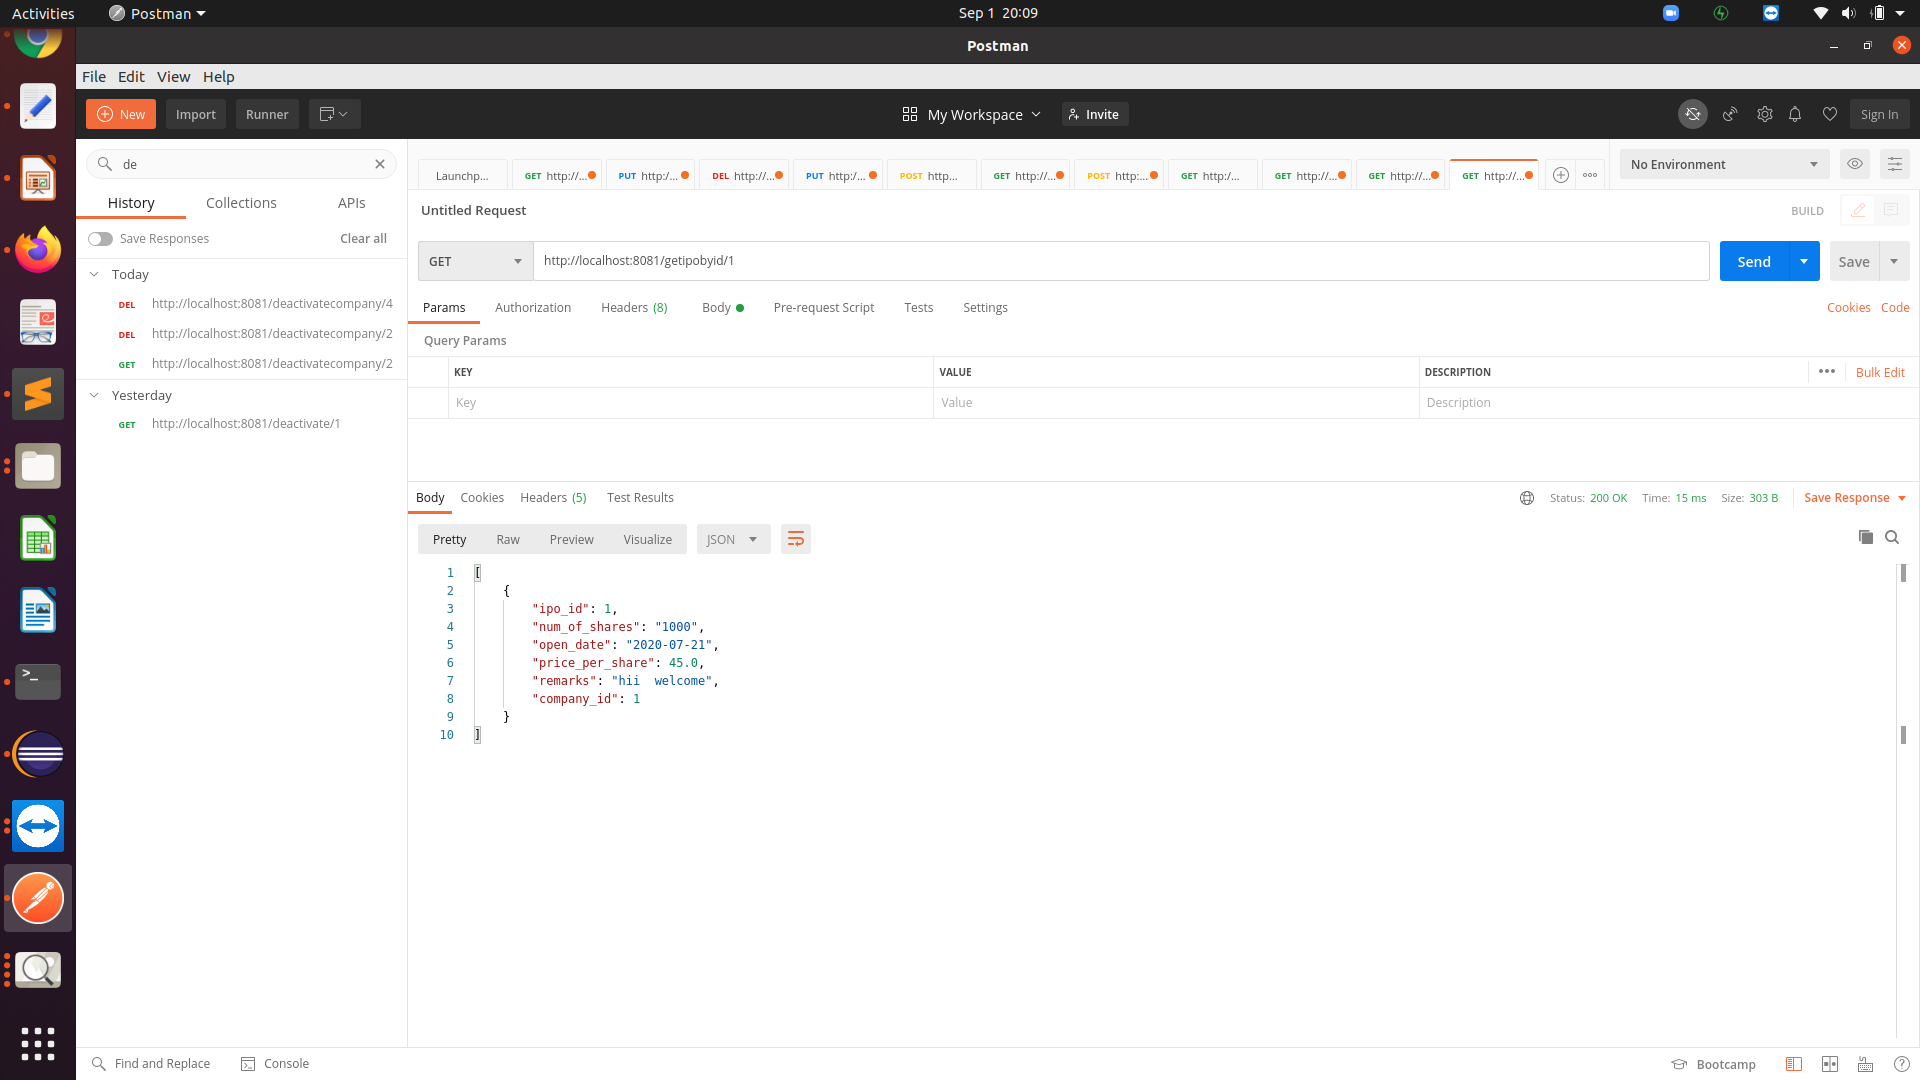 Activities
Postman
Sep 1 20:09
Postman
File Edit View Help
New
Import
Runner
My Workspace
Invite
Sign In
de
History
Collections
APIs
Save Responses
Clear all
Today
DEL http://localhost:8081/deactivatecompany/4
DEL http://localhost:8081/deactivatecompany/2
GET http://localhost:8081/deactivatecompany/2
Yesterday
GET http://localhost:8081/deactivate/1
Launchp...
GET http://...
PUT http:/...
DEL http://...
PUT http:/...
POST http...
GET http://...
POST http:...
GET http:/...
GET http://...
GET http://...
GET http://...
No Environment
Untitled Request
BUILD
GET
http://localhost:8081/getipobyid/1
Send
Save
Params
Authorization
Headers (8)
Body
Pre-request Script
Tests
Settings
Cookies
Code
Query Params
KEY
VALUE
DESCRIPTION
Bulk Edit
Key
Value
Description
Body
Cookies
Headers (5)
Test Results
Status: 200 OK
Time: 15 ms
Size: 303 B
Save Response
Pretty
Raw
Preview
Visualize
JSON
1 [
2 {
3 "ipo_id": 1,
4 "num_of_shares": "1000",
5 "open_date": "2020-07-21",
6 "price_per_share": 45.0,
7 "remarks": "hii  welcome",
8 "company_id": 1
9 }
10 ]
Find and Replace
Console
Bootcamp